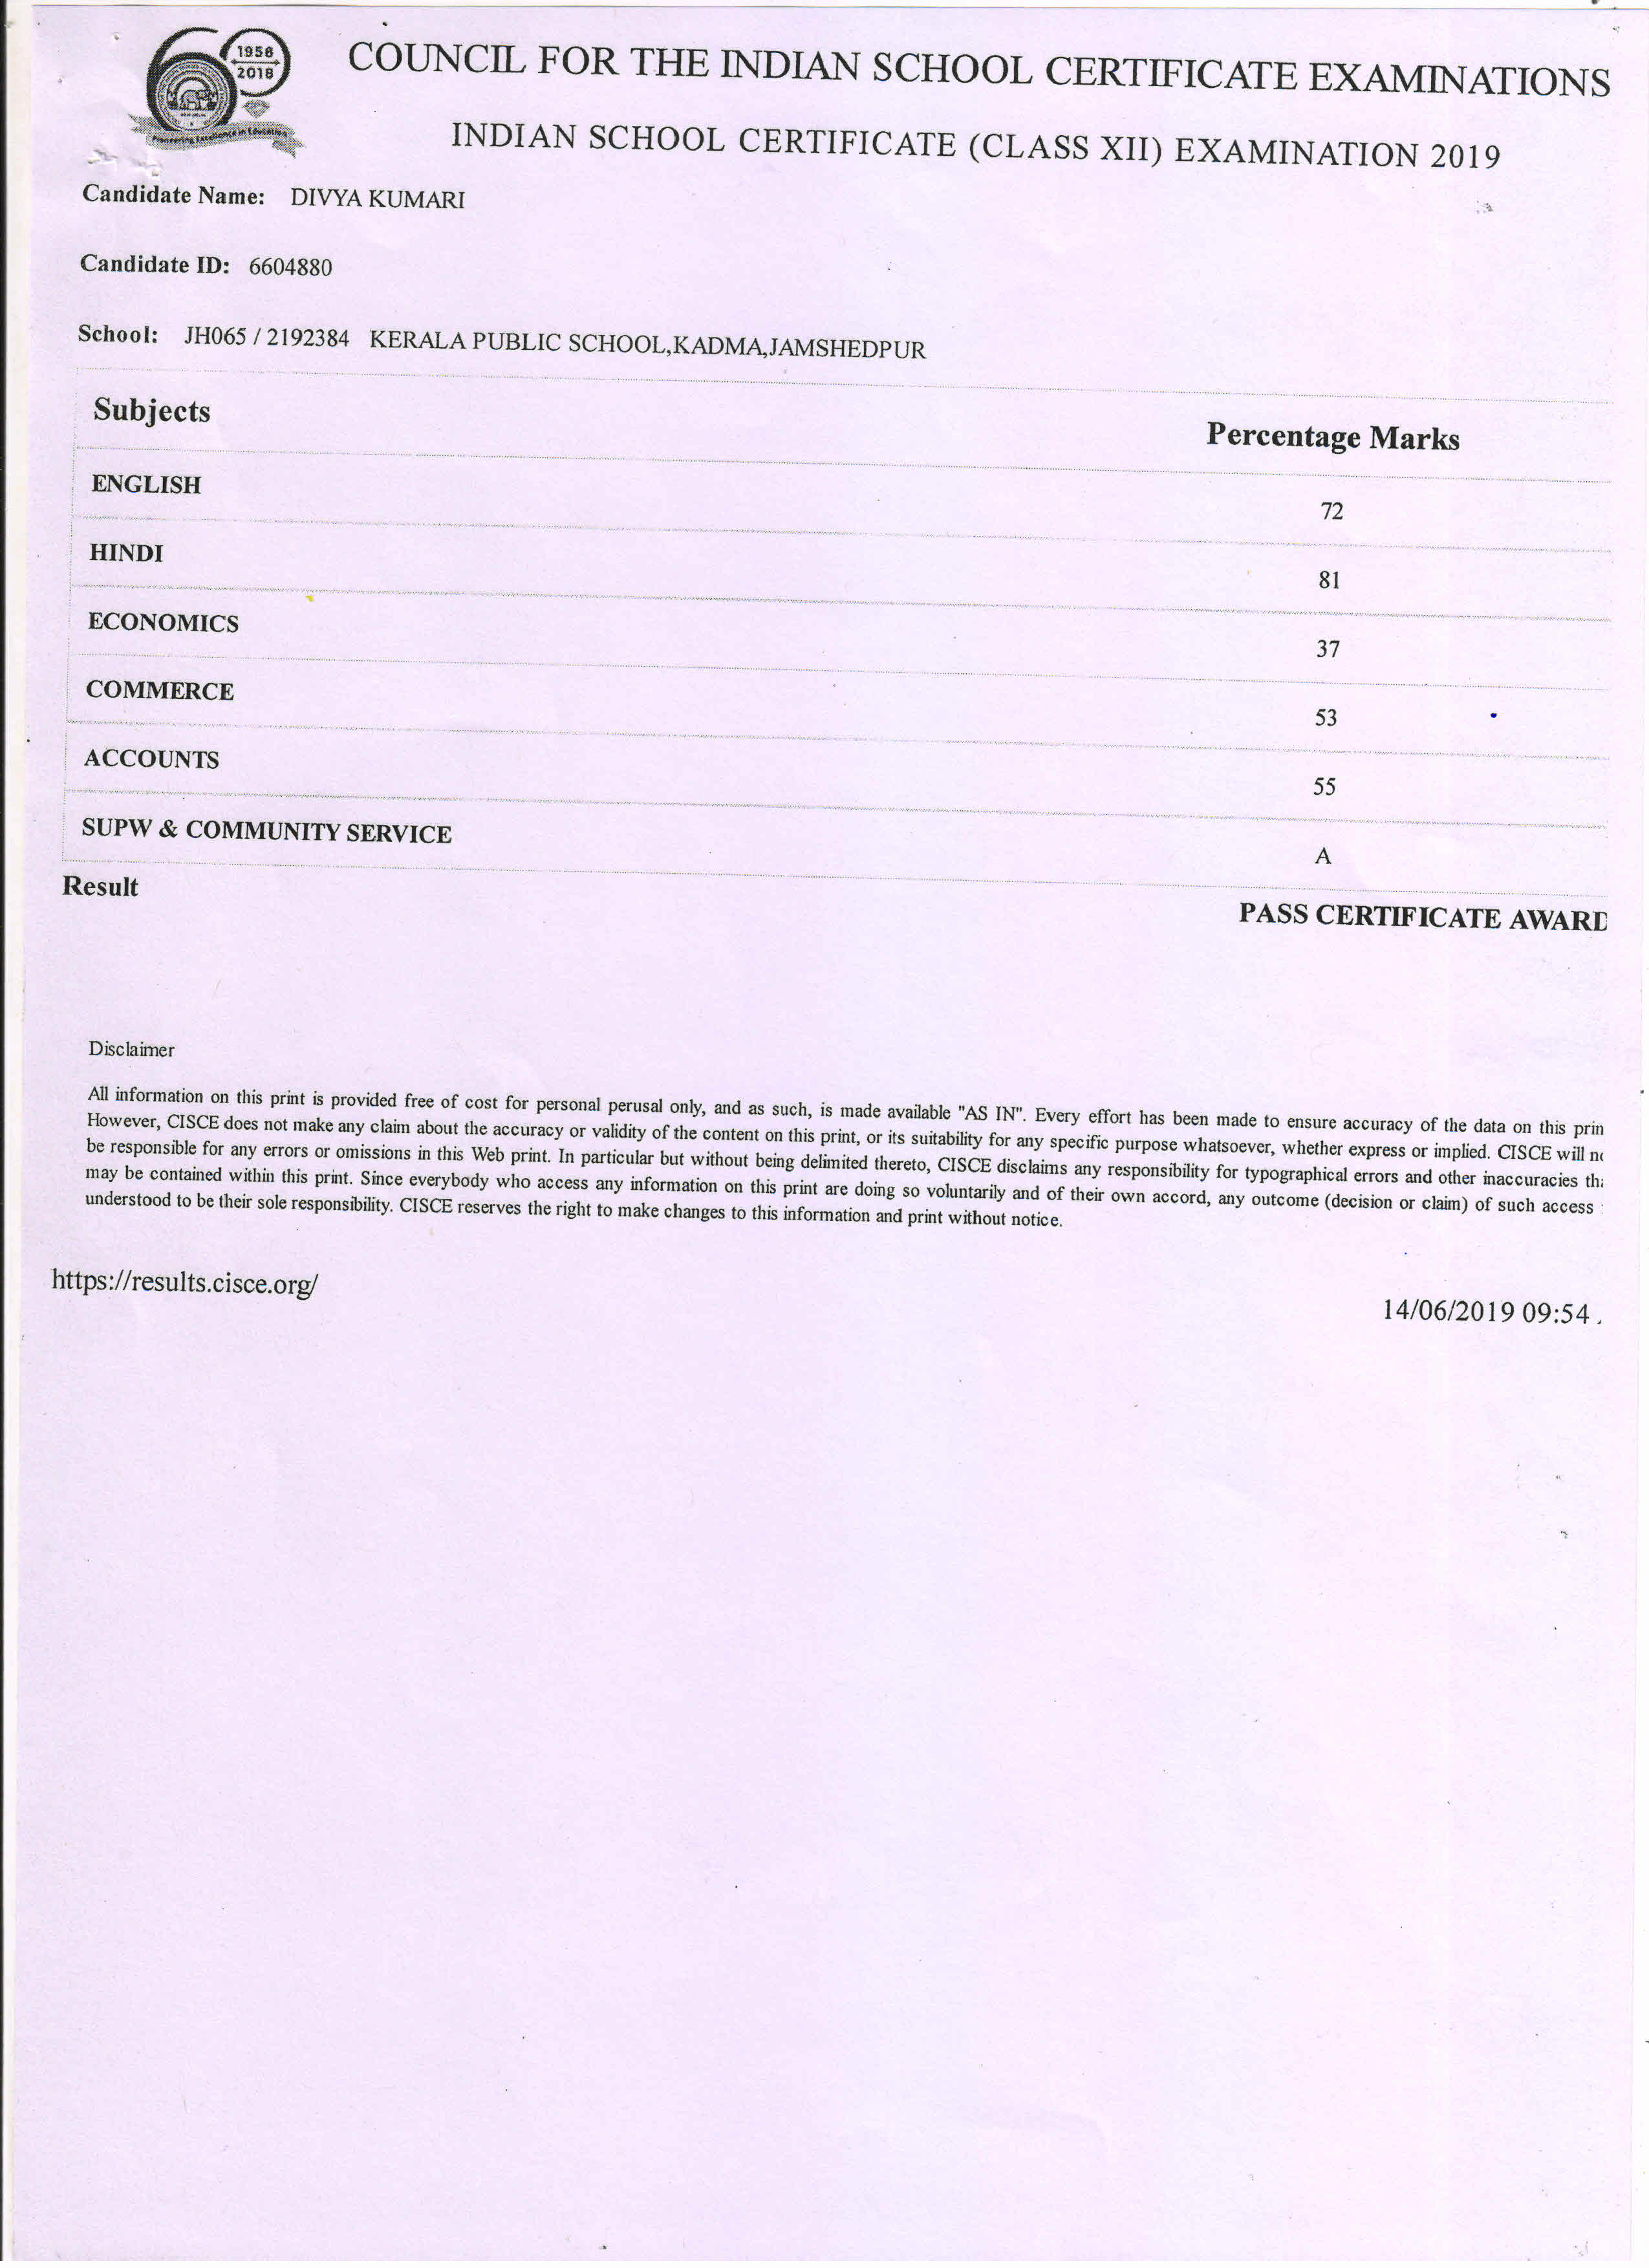 1958
2018
Pioneering Excellence in Education
COUNCIL FOR THE INDIAN SCHOOL CERTIFICATE EXAMINATIONS
INDIAN SCHOOL CERTIFICATE (CLASS XII) EXAMINATION 2019
Candidate Name: DIVYA KUMARI
Candidate ID: 6604880
School: JH065 / 2192384 KERALA PUBLIC SCHOOL,KADMA,JAMSHEDPUR
Subjects Percentage Marks
ENGLISH 72
HINDI 81
ECONOMICS 37
COMMERCE 53
ACCOUNTS 55
SUPW & COMMUNITY SERVICE A
Result PASS CERTIFICATE AWARD
Disclaimer
All information on this print is provided free of cost for personal perusal only, and as such, is made available "AS IN". Every effort has been made to ensure accuracy of the data on this prin
However, CISCE does not make any claim about the accuracy or validity of the content on this print, or its suitability for any specific purpose whatsoever, whether express or implied. CISCE will
be responsible for any errors or omissions in this Web print. In particular but without being delimited thereto, CISCE disclaims any responsibility for typographical errors and other inaccuracies
may be contained within this print. Since everybody who access any information on this print are doing so voluntarily and of their own accord, any outcome (decision or claim) of such access
understood to be their sole responsibility. CISCE reserves the right to make changes to this information and print without notice.
https://results.cisce.org/ 14/06/2019 09:54